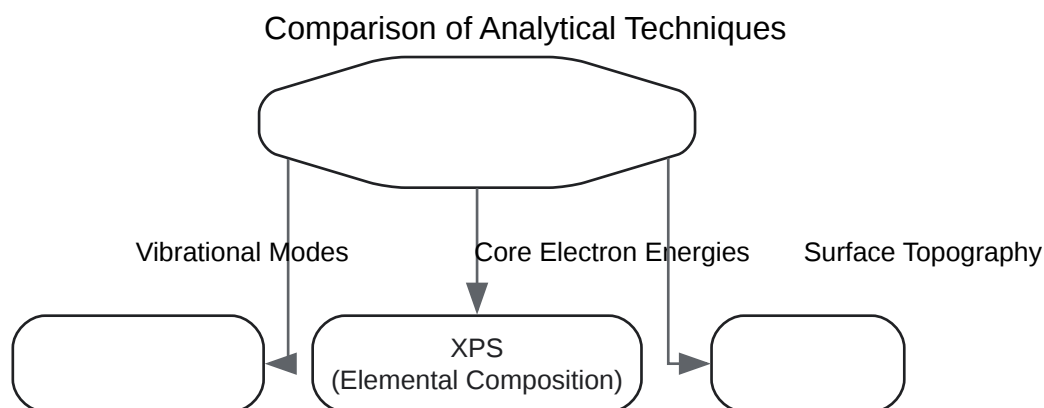 Comparison of Analytical Techniques
Vibrational Modes
Core Electron Energies
Surface Topography
XPS
(Elemental Composition)